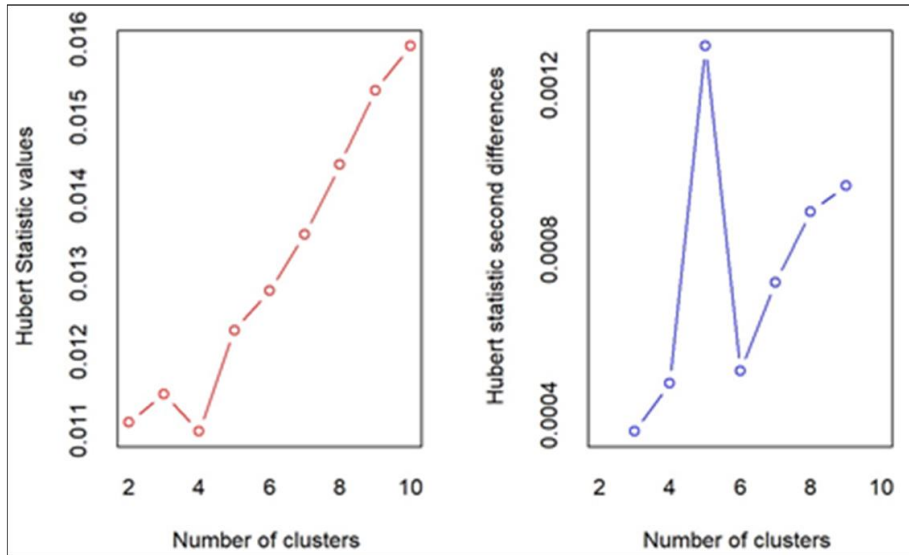 Hubert Statistic values
0.016
0.015
0.014
0.013
0.012
0.011
2 4 6 8 10
Number of clusters
Hubert statistic second differences
0.0012
0.0008
0.0004
2 4 6 8 10
Number of clusters